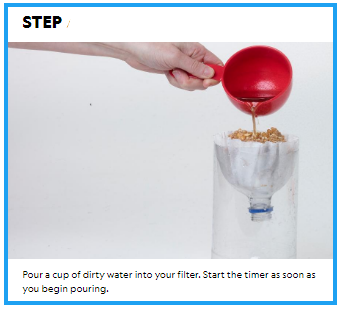 STEP
Pour a cup of dirty water into your filter. Start the timer as soon as
you begin pouring.